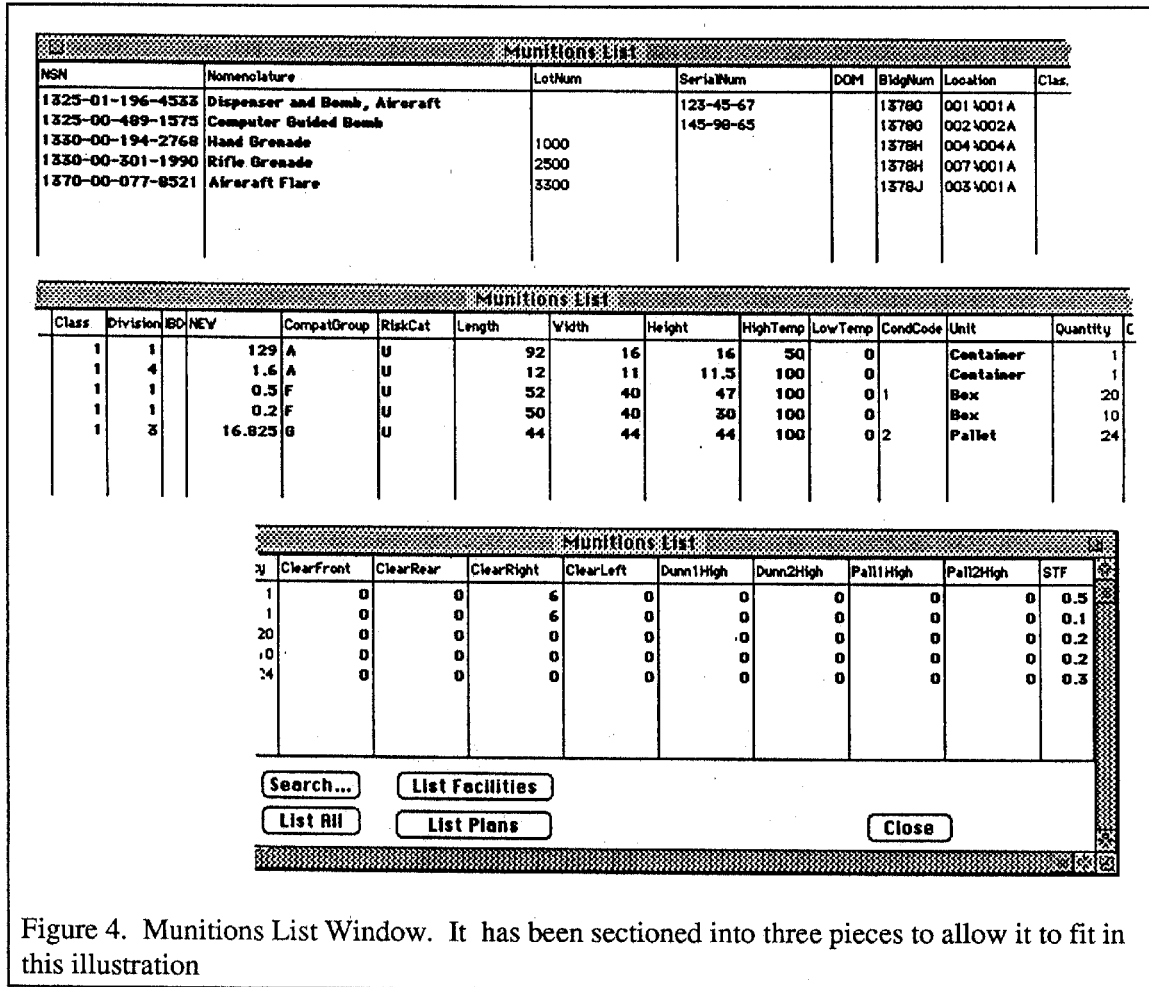 Munitions List
NSN Nomenclature LotNum SerialNum DOM BldgNum Location Clas.
1325-01-196-4533 Dispenser and Bomb, Aircraft 123-45-67 1378G 001\001A
1325-00-489-1575 Computer Guided Bomb 145-98-65 1378G 002\002A
1330-00-194-2768 Hand Grenade 1000 1378H 004\004A
1330-00-301-1990 Rifle Grenade 2500 1378H 007\001A
1370-00-077-8521 Aircraft Flare 3300 1378J 003\001A
Munitions List
Class Division IBD NEW CompatGroup RiskCat Length Width Height HighTemp LowTemp CondCode Unit Quantity C
1 1 129 A U 92 16 16 50 0 Container 1
1 4 1.6 A U 12 11 11.5 100 0 Container 1
1 1 0.5 F U 52 40 47 100 0 1 Box 20
1 1 0.2 F U 50 40 30 100 0 Box 10
1 3 16.825 G U 44 44 44 100 0 2 Pallet 24
Munitions List
ty ClearFront ClearRear ClearRight ClearLeft Dunn1High Dunn2High Pall1High Pall2High STF
1 0 0 6 0 0 0 0 0 0.5
1 0 0 6 0 0 0 0 0 0.1
20 0 0 0 0 0 0 0 0 0.2
10 0 0 0 0 0 0 0 0 0.2
24 0 0 0 0 0 0 0 0 0.3
Search... List Facilities
List All List Plans Close
Figure 4. Munitions List Window. It has been sectioned into three pieces to allow it to fit in
this illustration